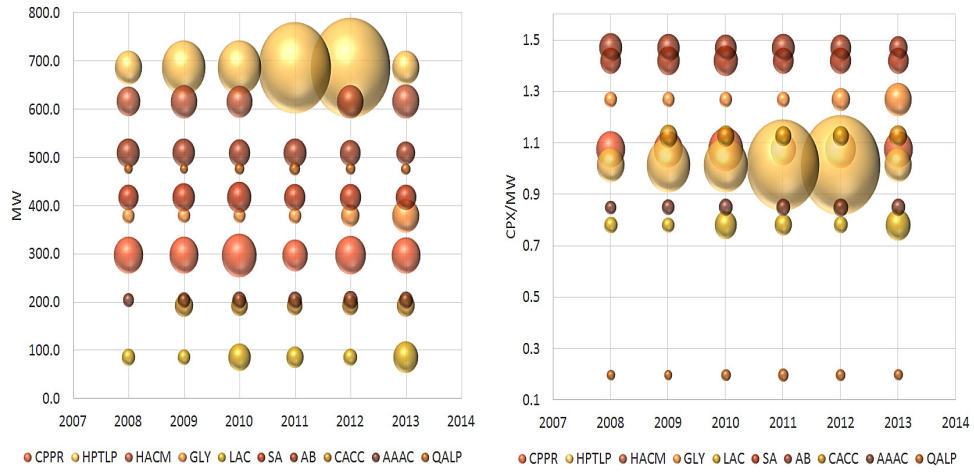 MW
800.0
700.0
600.0
500.0
400.0
300.0
200.0
100.0
0.0
2007 2008 2009 2010 2011 2012 2013 2014
CPPR HPTLP HACM GLY LAC SA AB CACC AAAC QALP
CPX/MW
1.5
1.3
1.1
0.9
0.7
0.5
0.3
0.1
2007 2008 2009 2010 2011 2012 2013 2014
CPPR HPTLP HACM GLY LAC SA AB CACC AAAC QALP